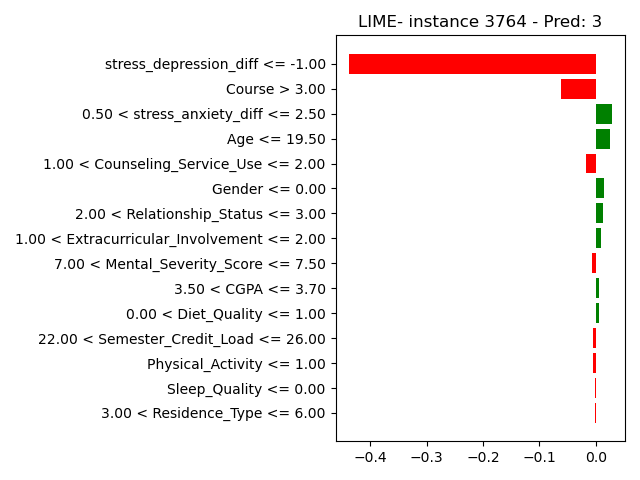 LIME- instance 3764 - Pred: 3
stress_depression_diff <= -1.00
Course > 3.00
0.50 < stress_anxiety_diff <= 2.50
Age <= 19.50
1.00 < Counseling_Service_Use <= 2.00
Gender <= 0.00
2.00 < Relationship_Status <= 3.00
1.00 < Extracurricular_Involvement <= 2.00
7.00 < Mental_Severity_Score <= 7.50
3.50 < CGPA <= 3.70
0.00 < Diet_Quality <= 1.00
22.00 < Semester_Credit_Load <= 26.00
Physical_Activity <= 1.00
Sleep_Quality <= 0.00
3.00 < Residence_Type <= 6.00
−0.4 −0.3 −0.2 −0.1 0.0